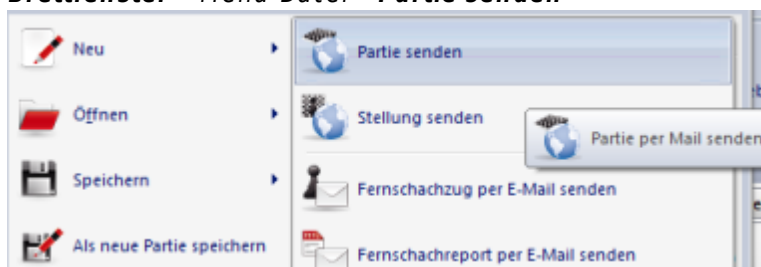 Brettfenster - Menü Datei - Partie senden
Neu
Partie senden
Öffnen
Stellung senden
Partie per Mail senden
Speichern
Fernschachzug per E-Mail senden
Als neue Partie speichern
Fernschachreport per E-Mail senden